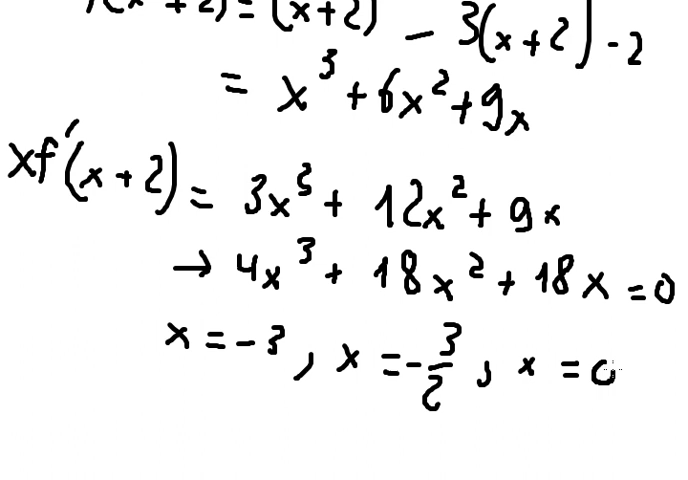 f(x+2) = (x+2)³ - 3(x+2) - 2
= x³ + 6x² + 9x
xf'(x+2) = 3x³ + 12x² + 9x
→ 4x³ + 18x² + 18x = 0
x = -3, x = -3/2, x = 0